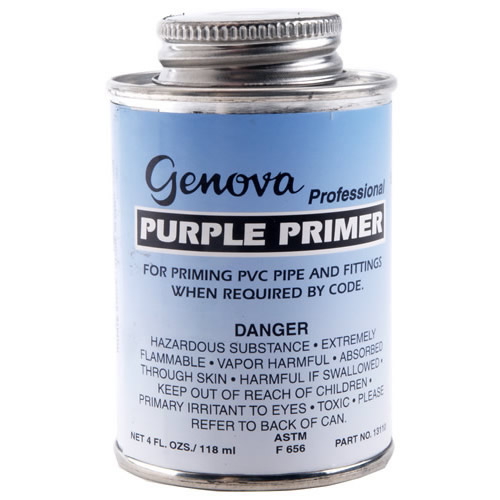 Genova Professional
PURPLE PRIMER
FOR PRIMING PVC PIPE AND FITTINGS
WHEN REQUIRED BY CODE.
DANGER
HAZARDOUS SUBSTANCE • EXTREMELY
FLAMMABLE • VAPOR HARMFUL • ABSORBED
THROUGH SKIN • HARMFUL IF SWALLOWED •
KEEP OUT OF REACH OF CHILDREN •
PRIMARY IRRITANT TO EYES • TOXIC • PLEASE
REFER TO BACK OF CAN.
NET 4 FL. OZS./118 ml
ASTM
F 656
PART NO.